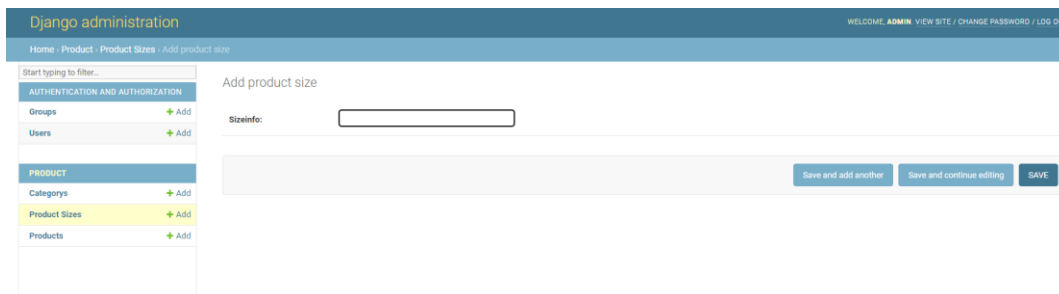 Django administration
WELCOME, ADMIN. VIEW SITE / CHANGE PASSWORD / LOG O
Home › Product › Product Sizes › Add product size
Start typing to filter...
AUTHENTICATION AND AUTHORIZATION
Groups + Add
Users + Add
PRODUCT
Categorys + Add
Product Sizes + Add
Products + Add
Add product size
Sizeinfo:
Save and add another
Save and continue editing
SAVE